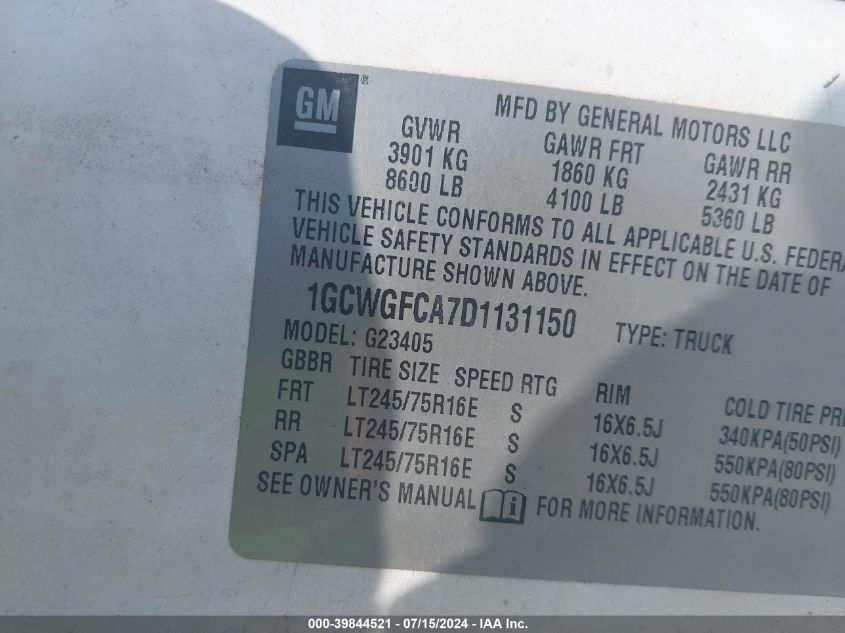 GM ®
MFD BY GENERAL MOTORS LLC
GVWR GAWR FRT GAWR RR
3901 KG 1860 KG 2431 KG
8600 LB 4100 LB 5360 LB
THIS VEHICLE CONFORMS TO ALL APPLICABLE U.S. FEDERA
VEHICLE SAFETY STANDARDS IN EFFECT ON THE DATE OF
MANUFACTURE SHOWN ABOVE.
1GCWGFCA7D1131150 TYPE: TRUCK
MODEL: G23405
GBBR TIRE SIZE SPEED RTG RIM COLD TIRE PRE
FRT LT245/75R16E S 16X6.5J 340KPA(50PSI)
RR LT245/75R16E S 16X6.5J 550KPA(80PSI)
SPA LT245/75R16E S 16X6.5J 550KPA(80PSI)
SEE OWNER'S MANUAL i FOR MORE INFORMATION.
000-39844521 - 07/15/2024 - IAAI.COM